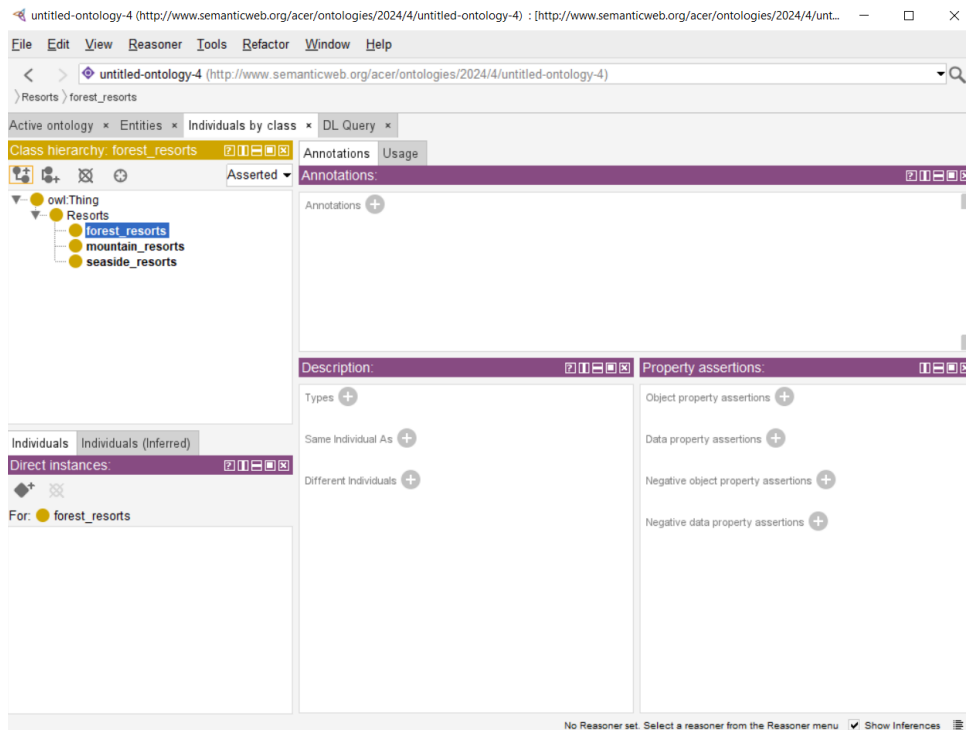 untitled-ontology-4 (http://www.semanticweb.org/acer/ontologies/2024/4/untitled-ontology-4) : [http://www.semanticweb.org/acer/ontologies/2024/4/unt...
File Edit View Reasoner Tools Refactor Window Help
untitled-ontology-4 (http://www.semanticweb.org/acer/ontologies/2024/4/untitled-ontology-4)
Resorts forest_resorts
Active ontology × Entities × Individuals by class × DL Query ×
Class hierarchy: forest_resorts
Asserted
owl:Thing
Resorts
forest_resorts
mountain_resorts
seaside_resorts
Annotations Usage
Annotations:
Annotations
Individuals Individuals (Inferred)
Direct instances:
For: forest_resorts
Description:
Types
Same Individual As
Different Individuals
Property assertions:
Object property assertions
Data property assertions
Negative object property assertions
Negative data property assertions
No Reasoner set. Select a reasoner from the Reasoner menu Show Inferences